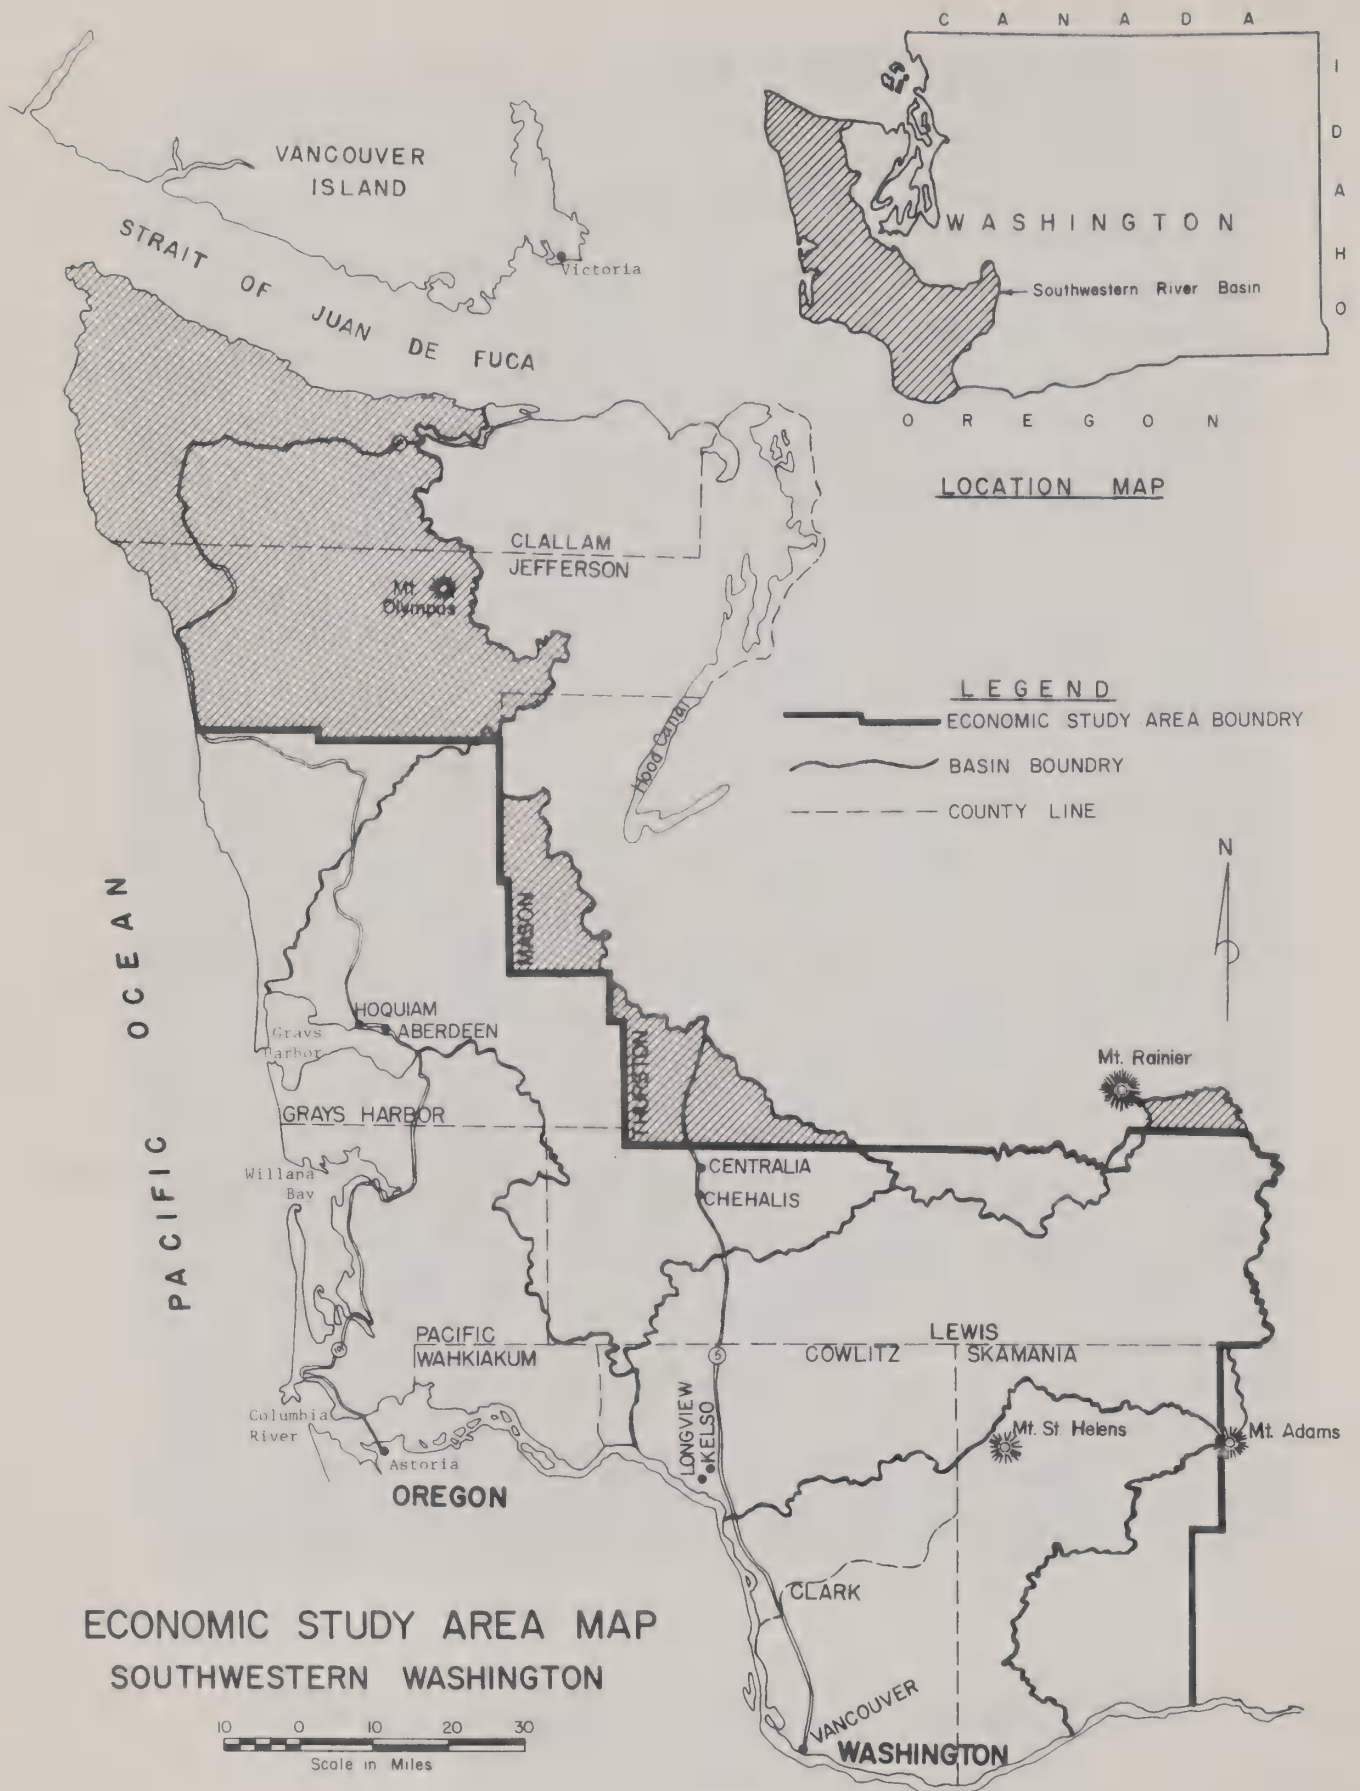 CANADA
IDAHO
WASHINGTON
Southwestern River Basin
OREGON
LOCATION MAP
VANCOUVER
ISLAND
Victoria
STRAIT OF JUAN DE FUCA
CLALLAM
JEFFERSON
Mt
Olympus
Hood Canal
LEGEND
ECONOMIC STUDY AREA BOUNDRY
BASIN BOUNDRY
COUNTY LINE
N
PACIFIC OCEAN
MASON
HOQUIAM
ABERDEEN
Grays
Harbor
THURSTON
Mt. Rainier
GRAYS HARBOR
CENTRALIA
CHEHALIS
Willapa
Bay
PACIFIC
WAHKIAKUM
LEWIS
COWLITZ
SKAMANIA
5
LONGVIEW
KELSO
Mt. St. Helens
Mt. Adams
Columbia
River
Astoria
OREGON
CLARK
VANCOUVER
WASHINGTON
ECONOMIC STUDY AREA MAP
SOUTHWESTERN WASHINGTON
10 0 10 20 30
Scale in Miles